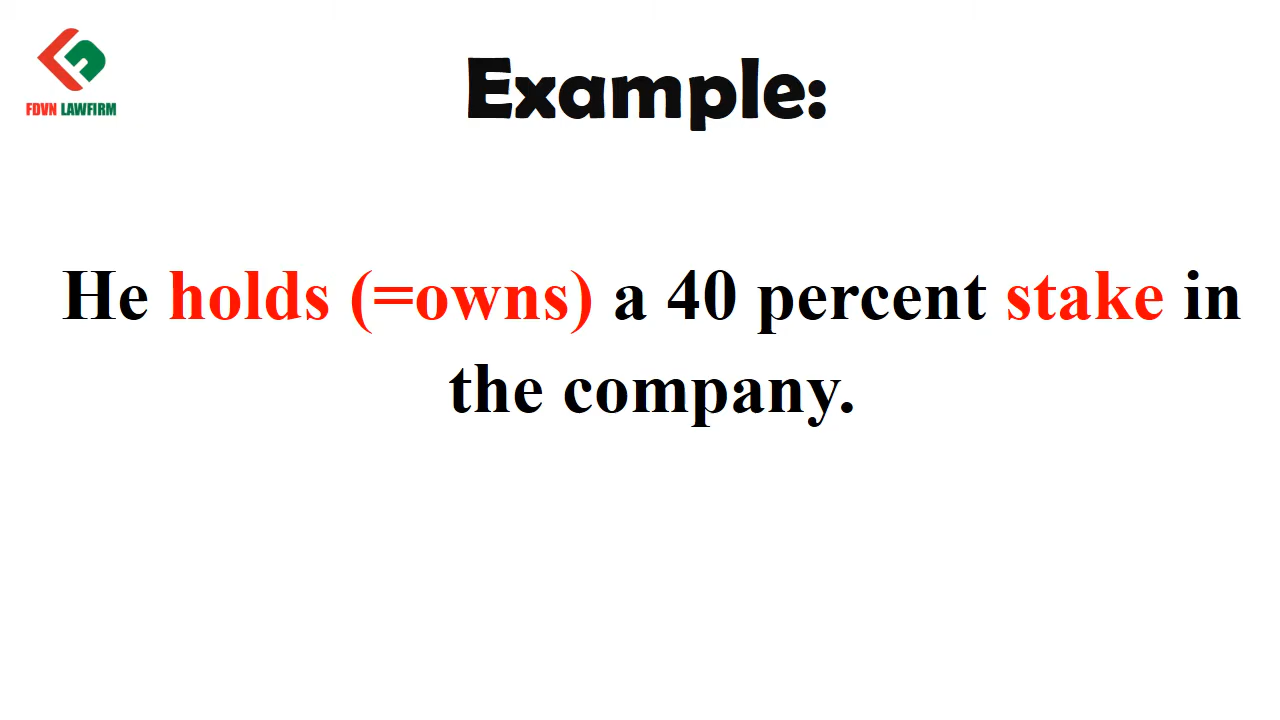 FDVN LAWFIRM
Example:
He holds (=owns) a 40 percent stake in
the company.